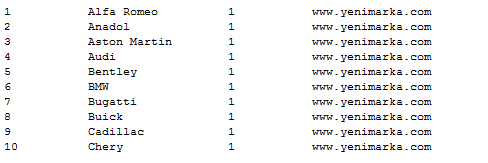 1 Alfa Romeo 1 www.yenimarka.com
2 Anadol 1 www.yenimarka.com
3 Aston Martin 1 www.yenimarka.com
4 Audi 1 www.yenimarka.com
5 Bentley 1 www.yenimarka.com
6 BMW 1 www.yenimarka.com
7 Bugatti 1 www.yenimarka.com
8 Buick 1 www.yenimarka.com
9 Cadillac 1 www.yenimarka.com
10 Chery 1 www.yenimarka.com